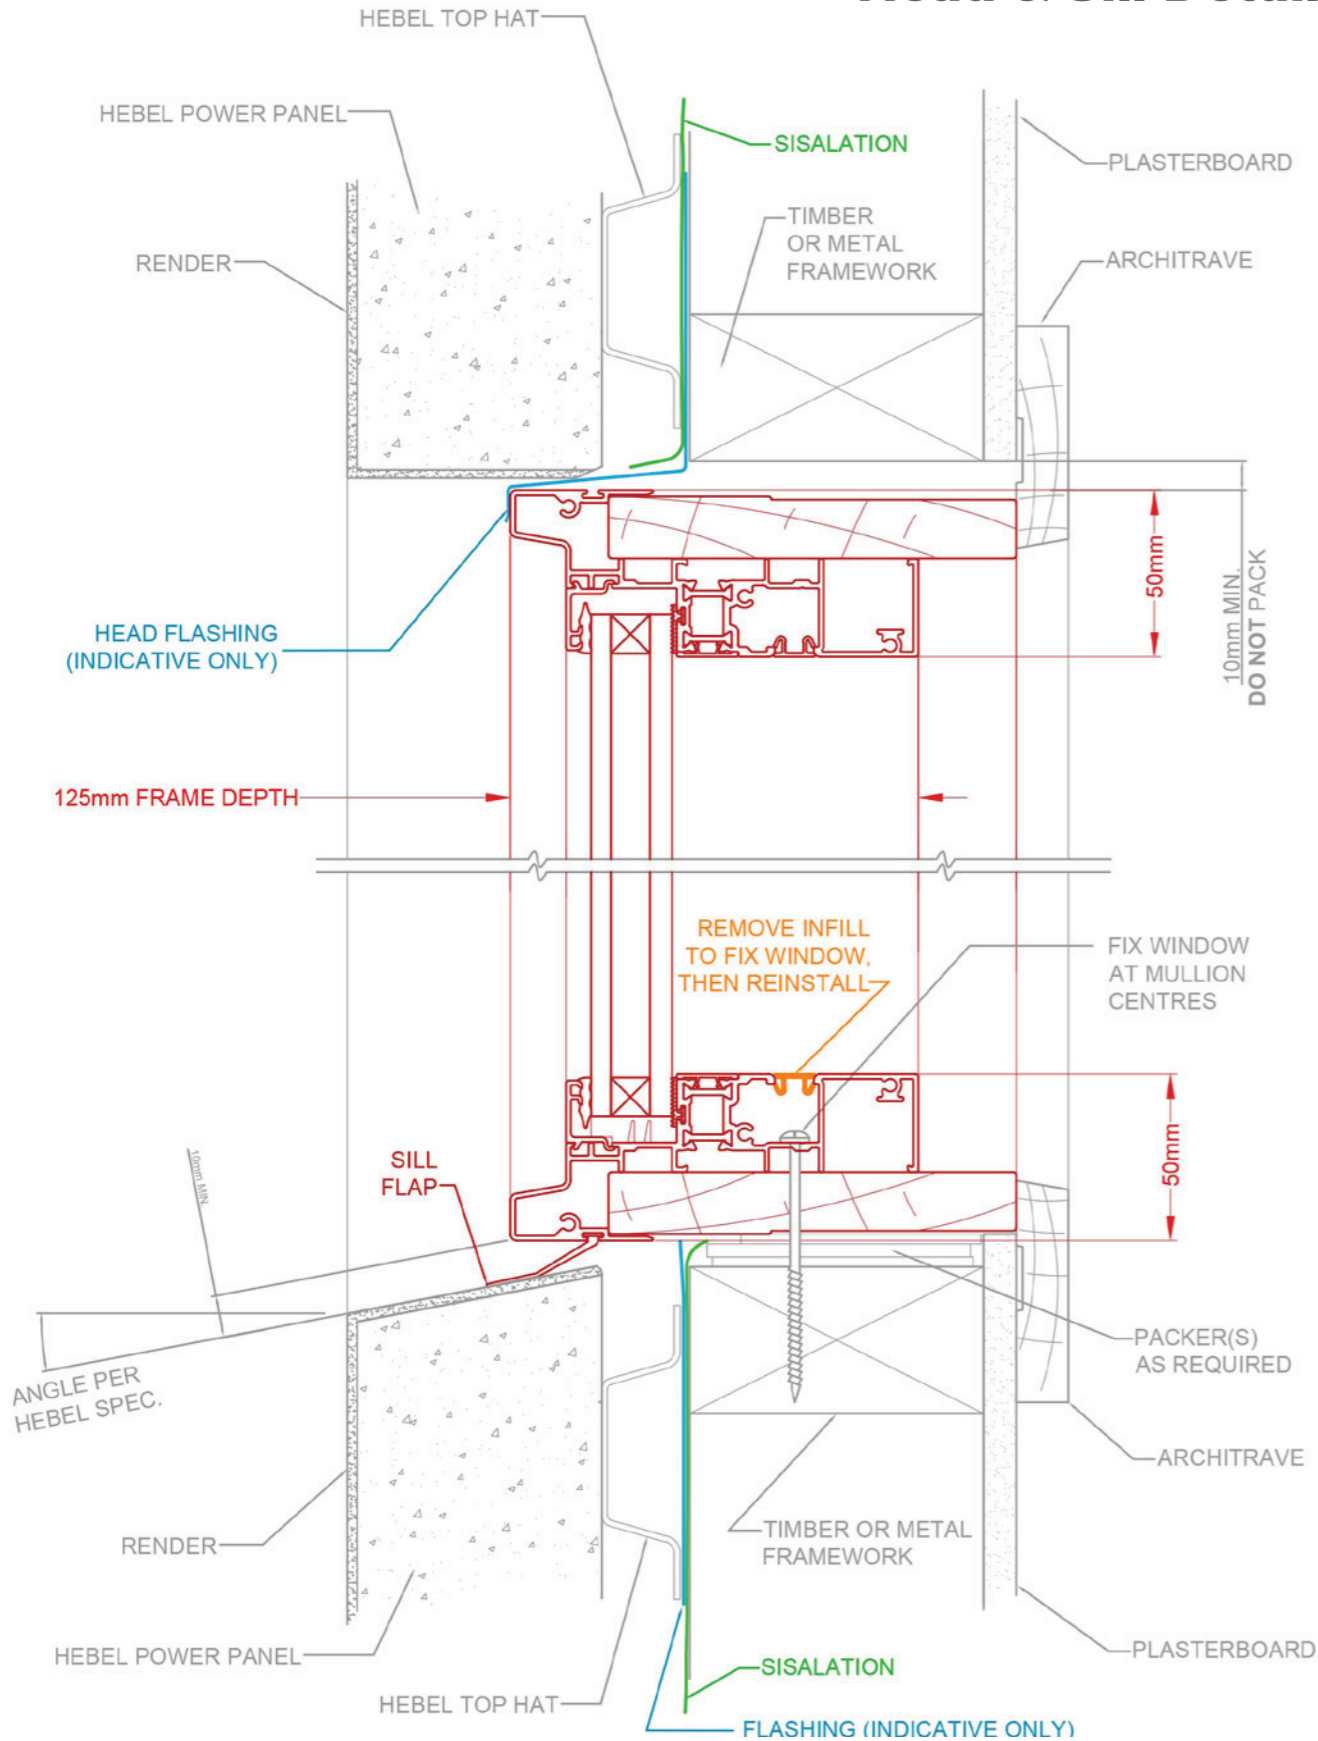 HEBEL TOP HAT
HEBEL POWER PANEL
SISALATION
PLASTERBOARD
TIMBER
OR METAL
FRAMEWORK
RENDER
ARCHITRAVE
50mm
10mm MIN.
DO NOT PACK
HEAD FLASHING
(INDICATIVE ONLY)
125mm FRAME DEPTH
REMOVE INFILL
TO FIX WINDOW,
THEN REINSTALL
FIX WINDOW
AT MULLION
CENTRES
SILL
FLAP
10mm MIN.
50mm
ANGLE PER
HEBEL SPEC.
PACKER(S)
AS REQUIRED
ARCHITRAVE
RENDER
TIMBER OR METAL
FRAMEWORK
HEBEL POWER PANEL
PLASTERBOARD
SISALATION
HEBEL TOP HAT
FLASHING (INDICATIVE ONLY)